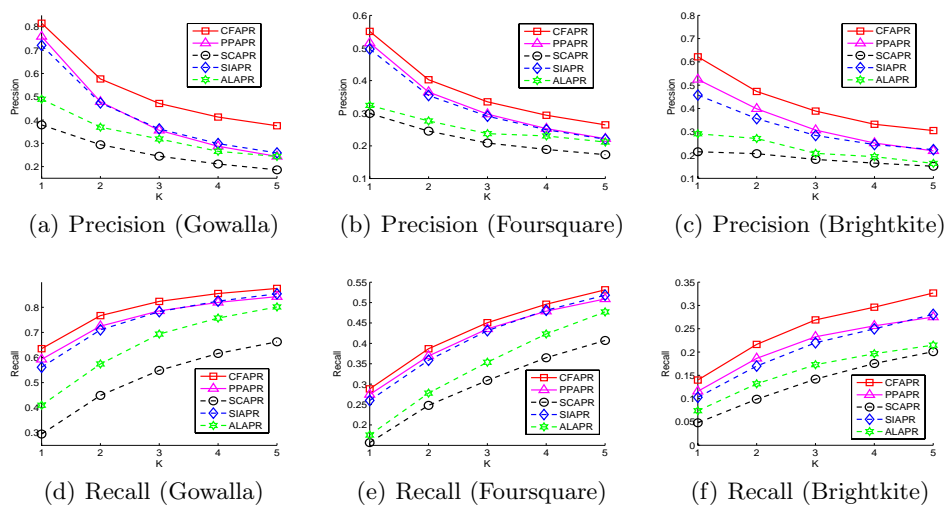 0.8
0.7
0.6
0.5
0.4
0.3
0.2
Precision
1 2 3 4 5
K
CFAPR
PPAPR
SCAPR
SIAPR
ALAPR
(a) Precision (Gowalla)
0.6
0.5
0.4
0.3
0.2
0.1
Precision
1 2 3 4 5
K
CFAPR
PPAPR
SCAPR
SIAPR
ALAPR
(b) Precision (Foursquare)
0.8
0.7
0.6
0.5
0.4
0.3
0.2
0.1
Precision
1 2 3 4 5
K
CFAPR
PPAPR
SCAPR
SIAPR
ALAPR
(c) Precision (Brightkite)
0.8
0.7
0.6
0.5
0.4
0.3
Recall
1 2 3 4 5
K
CFAPR
PPAPR
SCAPR
SIAPR
ALAPR
(d) Recall (Gowalla)
0.55
0.5
0.45
0.4
0.35
0.3
0.25
0.2
Recall
1 2 3 4 5
K
CFAPR
PPAPR
SCAPR
SIAPR
ALAPR
(e) Recall (Foursquare)
0.35
0.3
0.25
0.2
0.15
0.1
0.05
0
Recall
1 2 3 4 5
K
CFAPR
PPAPR
SCAPR
SIAPR
ALAPR
(f) Recall (Brightkite)